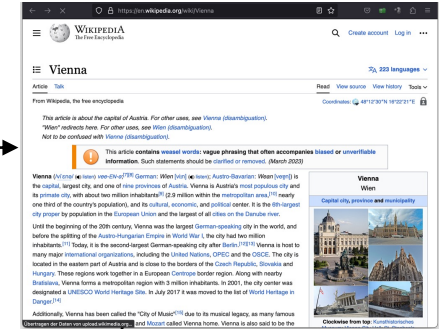 https://en.wikipedia.org/wiki/Vienna
WIKIPEDIA
The Free Encyclopedia
Create account Log in
Vienna
223 languages
Article Talk
Read View source View history Tools
From Wikipedia, the free encyclopedia
Coordinates: 48°12′30″N 16°22′21″E
This article is about the capital of Austria. For other uses, see Vienna (disambiguation).
"Wien" redirects here. For other uses, see Wien (disambiguation).
Not to be confused with Vienne (disambiguation).
This article contains weasel words: vague phrasing that often accompanies biased or unverifiable
information. Such statements should be clarified or removed. (March 2023)
Vienna (/viˈɛnə/ listen) vee-EN-ə;[7][8] German: Wien [viːn] (listen); Austro-Bavarian: Wean [veɐ̯n]) is
the capital, largest city, and one of nine provinces of Austria. Vienna is Austria's most populous city and
its primate city, with about two million inhabitants[9] (2.9 million within the metropolitan area,[10] nearly
one third of the country's population), and its cultural, economic, and political center. It is the 6th-largest
city proper by population in the European Union and the largest of all cities on the Danube river.
Until the beginning of the 20th century, Vienna was the largest German-speaking city in the world, and
before the splitting of the Austro-Hungarian Empire in World War I, the city had two million
inhabitants.[11] Today, it is the second-largest German-speaking city after Berlin.[12][13] Vienna is host to
many major international organizations, including the United Nations, OPEC and the OSCE. The city is
located in the eastern part of Austria and is close to the borders of the Czech Republic, Slovakia and
Hungary. These regions work together in a European Centrope border region. Along with nearby
Bratislava, Vienna forms a metropolitan region with 3 million inhabitants. In 2001, the city center was
designated a UNESCO World Heritage Site. In July 2017 it was moved to the list of World Heritage in
Danger.[14]
Additionally, Vienna has been called the "City of Music"[15] due to its musical legacy, as many famous
and Mozart called Vienna home. Vienna is also said to be the
Vienna
Wien
Capital city, province and municipality
Clockwise from top: Kunsthistorisches
Übertragen der Daten von upload.wikimedia.org...